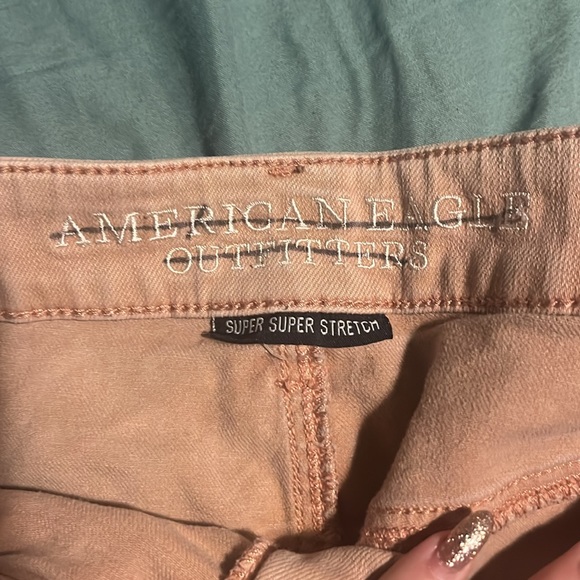 AMERICAN EAGLE
OUTFITTERS
SUPER SUPER STRETCH